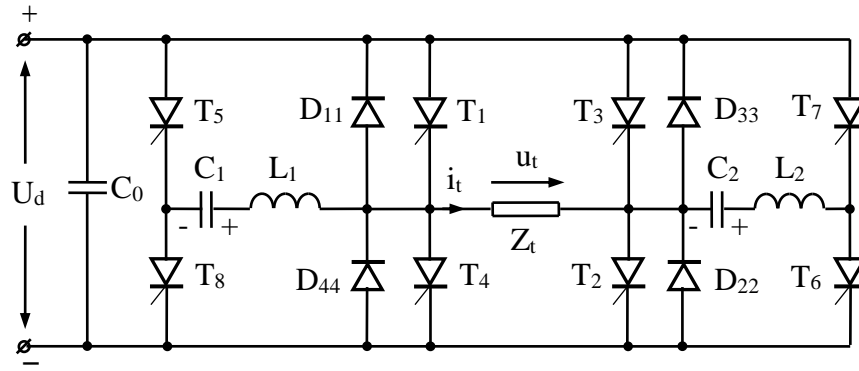 +
T₅ D₁₁ T₁ T₃ D₃₃ T₇
C₁ L₁ uₜ C₂ L₂
U_d C₀ iₜ
- + - +
Zₜ
T₈ D₄₄ T₄ T₂ D₂₂ T₆
−